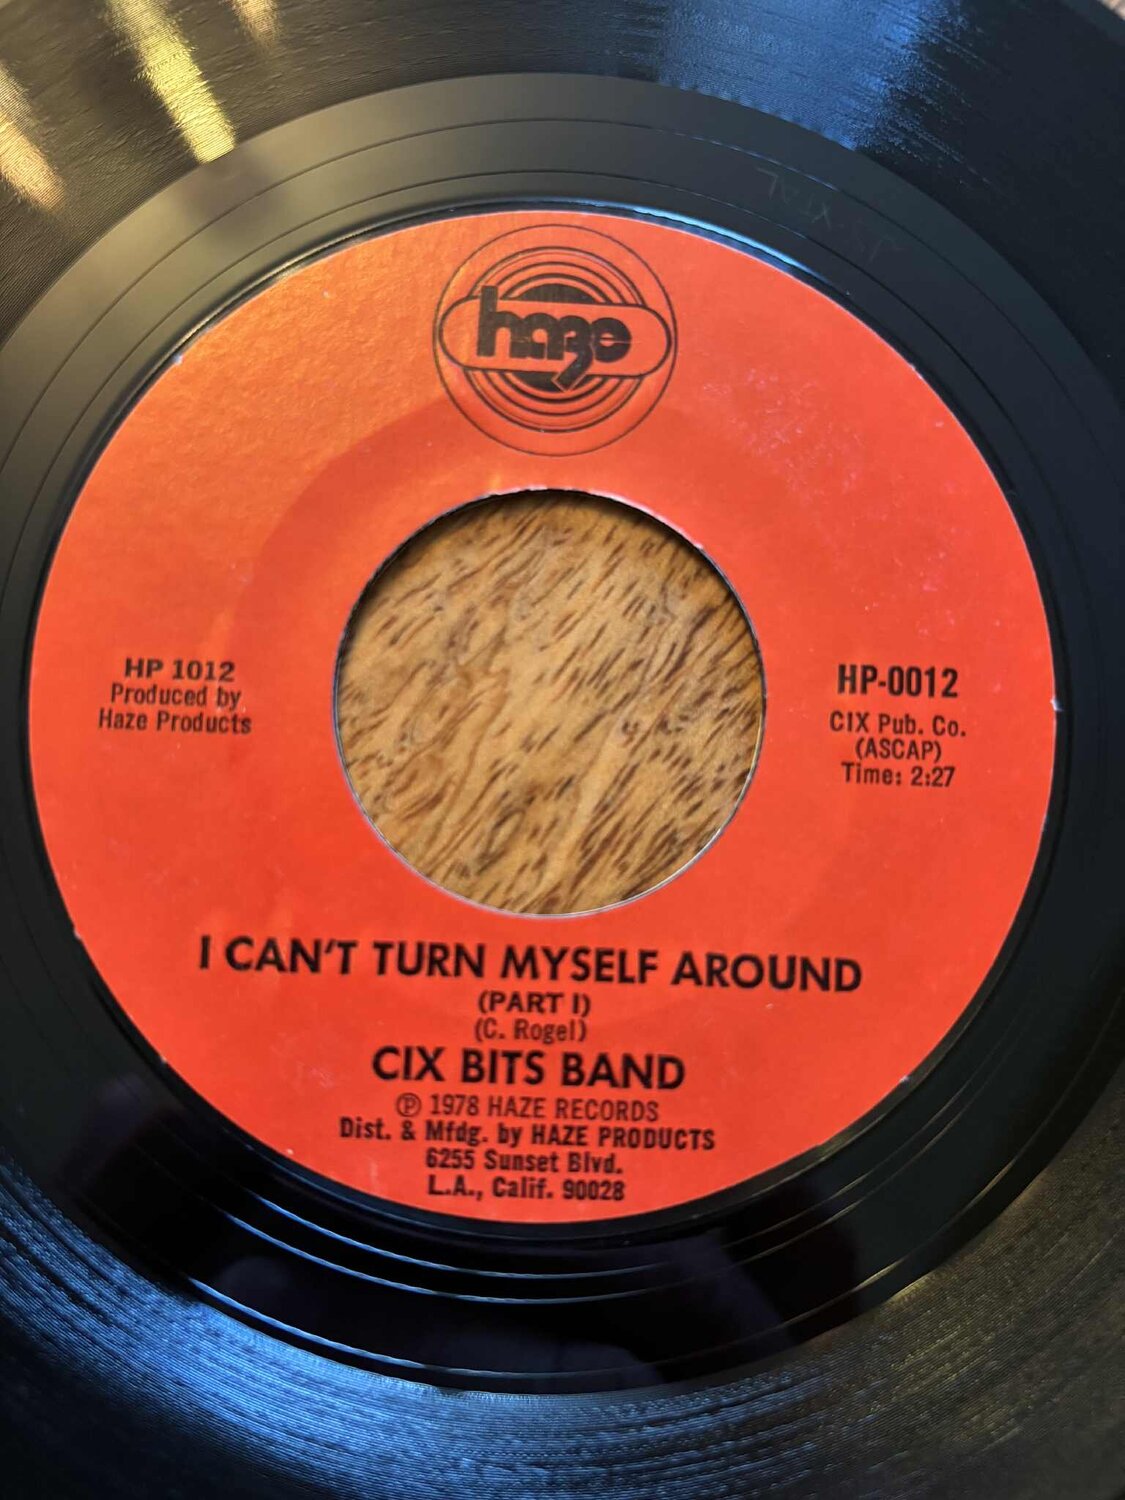 haze
HP 1012
Produced by
Haze Products
HP-0012
CIX Pub. Co.
(ASCAP)
Time: 2:27
I CAN'T TURN MYSELF AROUND
(PART I)
(C. Rogel)
CIX BITS BAND
℗ 1978 HAZE RECORDS
Dist. & Mfdg. by HAZE PRODUCTS
6255 Sunset Blvd.
L.A., Calif. 90028